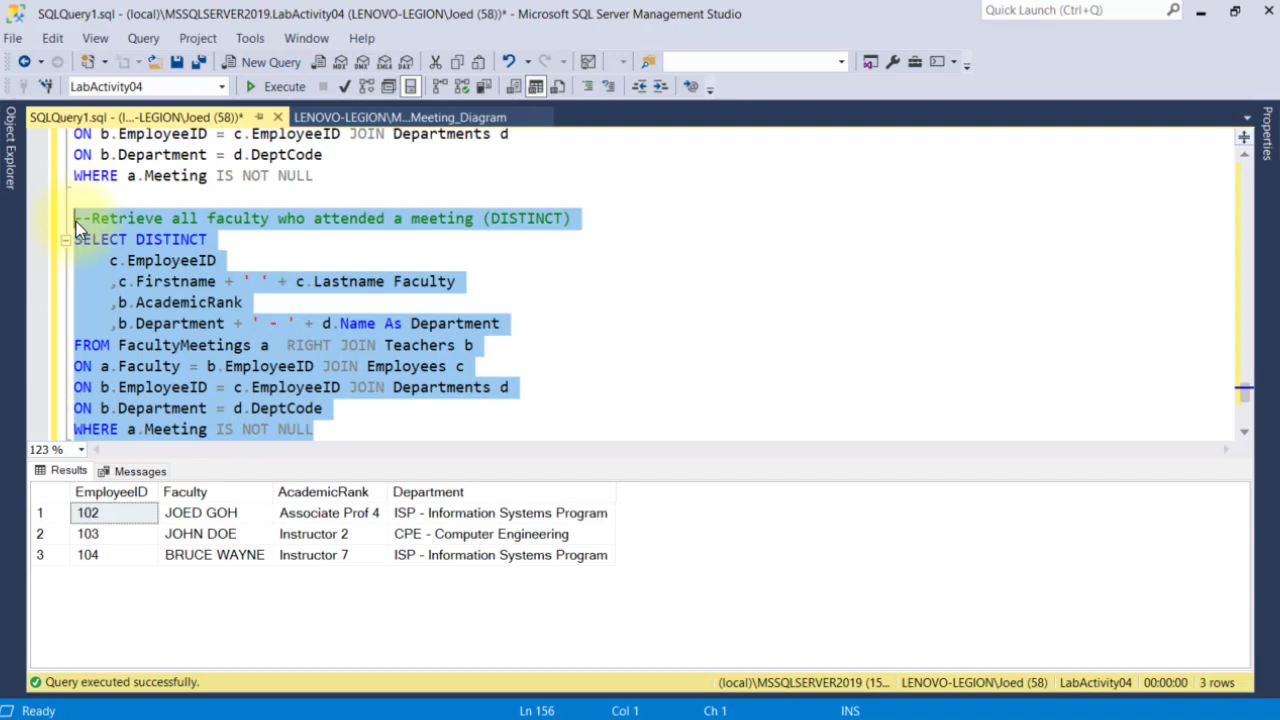 SQLQuery1.sql - (local)\MSSQLSERVER2019.LabActivity04 (LENOVO-LEGION\Joed (58))* - Microsoft SQL Server Management Studio
Quick Launch (Ctrl+Q)
File Edit View Query Project Tools Window Help
New Query
MDX DMX XMLA DAX
LabActivity04
Execute
SQLQuery1.sql - (l...-LEGION\Joed (58))*
LENOVO-LEGION\M...Meeting_Diagram
Object Explorer
Properties
ON b.EmployeeID = c.EmployeeID JOIN Departments d
ON b.Department = d.DeptCode
WHERE a.Meeting IS NOT NULL
--Retrieve all faculty who attended a meeting (DISTINCT)
SELECT DISTINCT
c.EmployeeID
,c.Firstname + ' ' + c.Lastname Faculty
,b.AcademicRank
,b.Department + ' - ' + d.Name As Department
FROM FacultyMeetings a  RIGHT JOIN Teachers b
ON a.Faculty = b.EmployeeID JOIN Employees c
ON b.EmployeeID = c.EmployeeID JOIN Departments d
ON b.Department = d.DeptCode
WHERE a.Meeting IS NOT NULL
123 %
Results Messages
EmployeeID Faculty AcademicRank Department
1 102 JOED GOH Associate Prof 4 ISP - Information Systems Program
2 103 JOHN DOE Instructor 2 CPE - Computer Engineering
3 104 BRUCE WAYNE Instructor 7 ISP - Information Systems Program
Query executed successfully.
(local)\MSSQLSERVER2019 (15... LENOVO-LEGION\Joed (58) LabActivity04 00:00:00 3 rows
Ready Ln 156 Col 1 Ch 1 INS